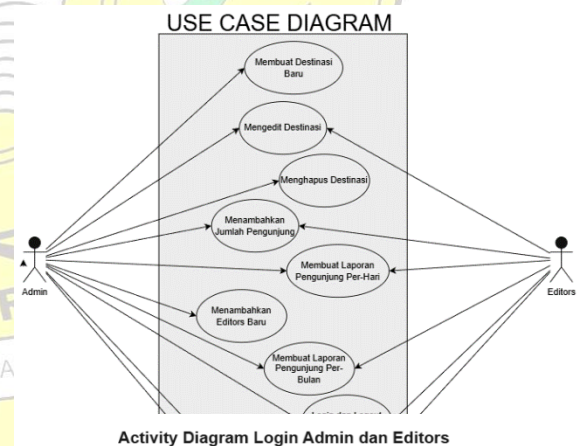 USE CASE DIAGRAM
Membuat Destinasi
Baru
Mengedit Destinasi
Menghapus Destinasi
Menambahkan
Jumlah Pengunjung
Membuat Laporan
Pengunjung Per-Hari
Admin
Editors
Menambahkan
Editors Baru
Membuat Laporan
Pengunjung Per-
Bulan
Activity Diagram Login Admin dan Editors